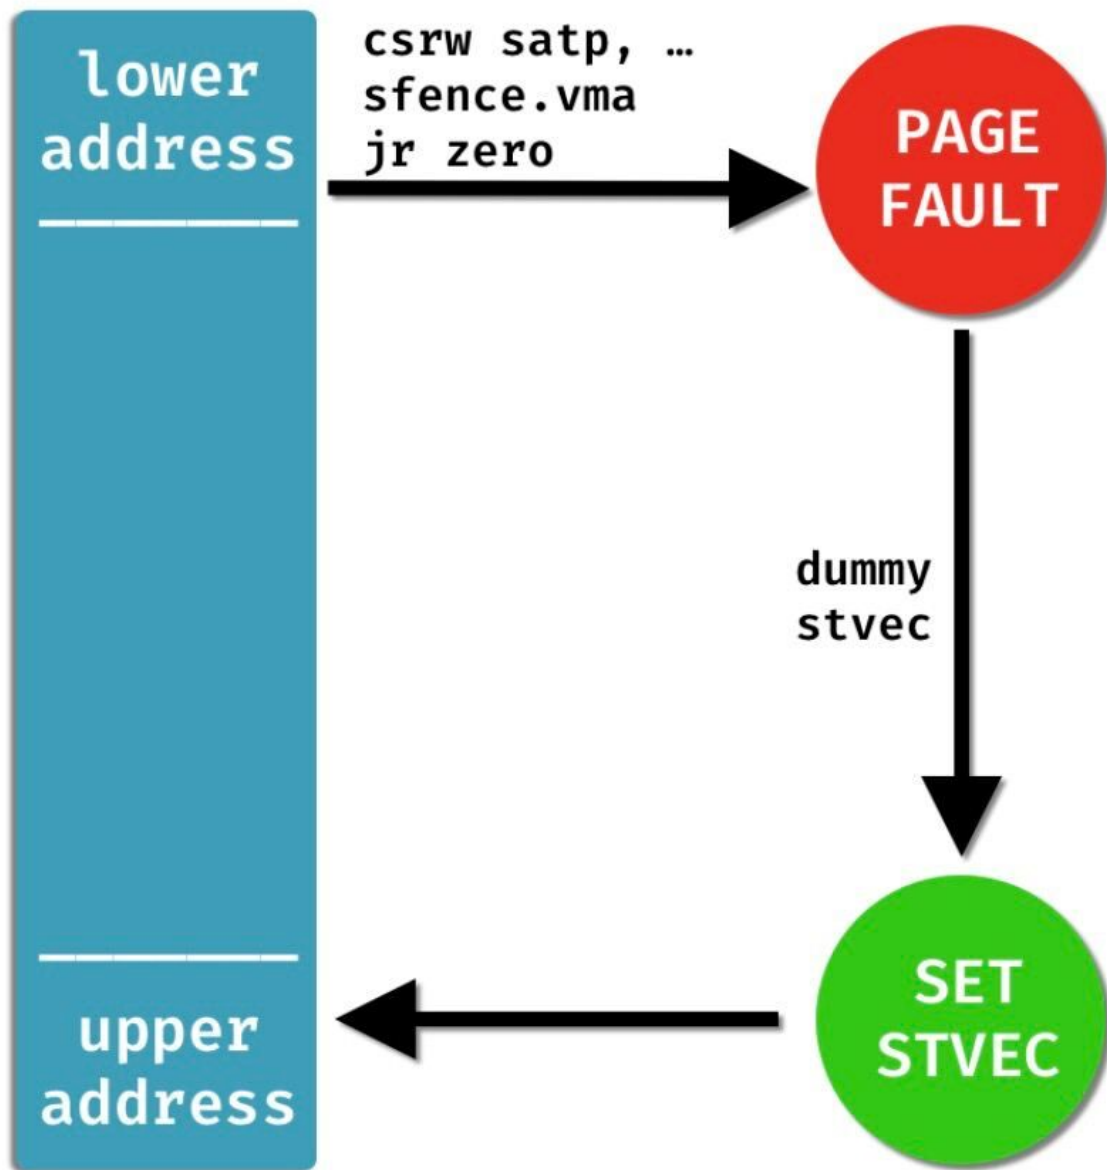 lower
address
csrw satp, …
sfence.vma
jr zero
PAGE
FAULT
dummy
stvec
SET
STVEC
upper
address